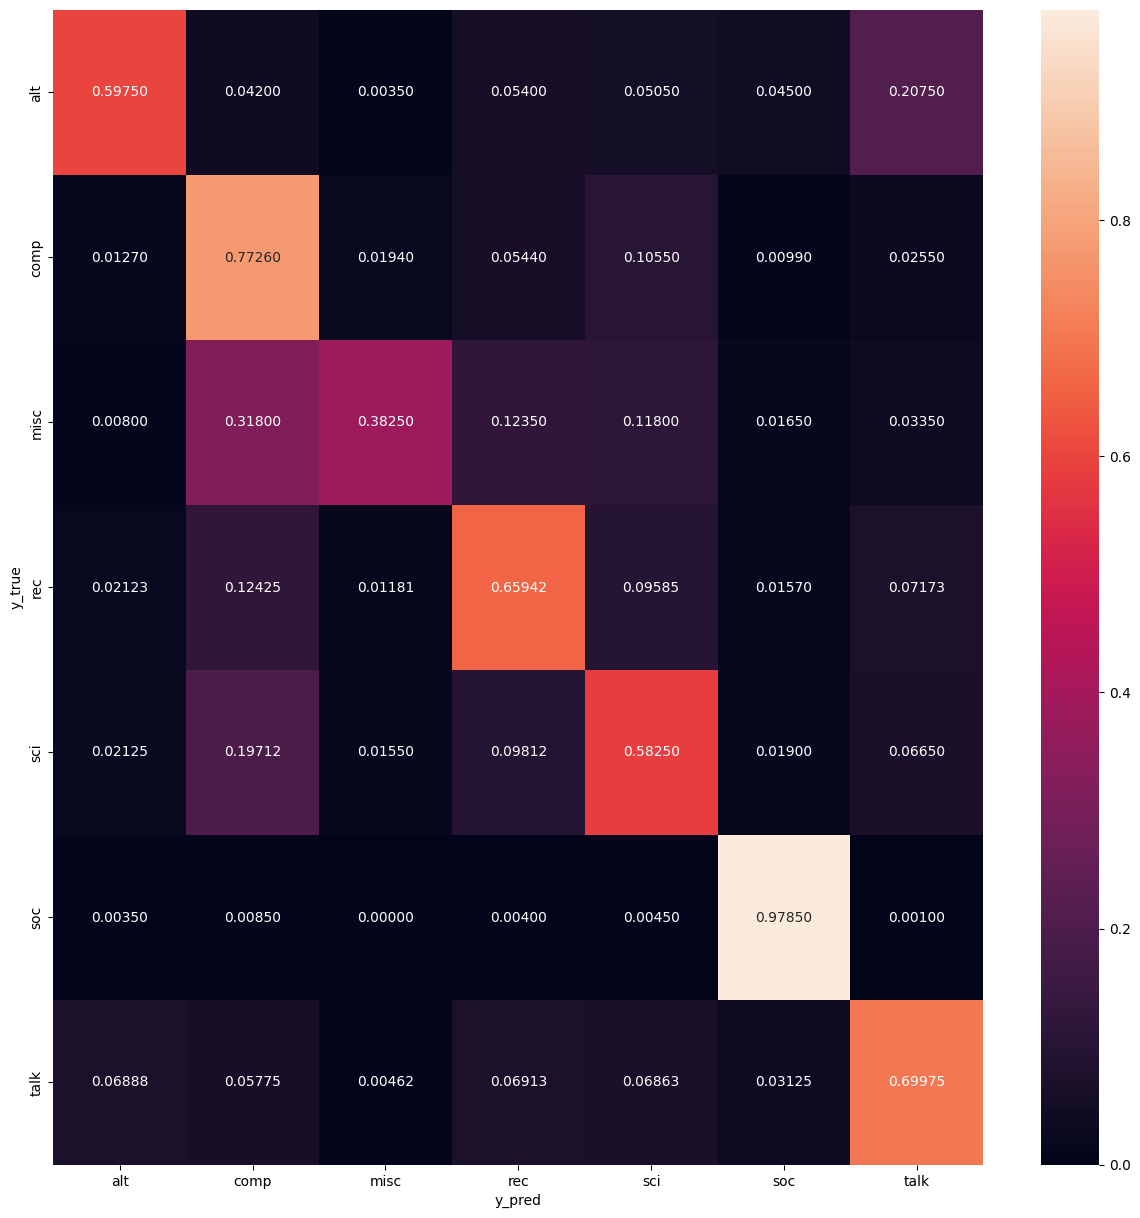 alt 0.59750 0.04200 0.00350 0.05400 0.05050 0.04500 0.20750
comp 0.01270 0.77260 0.01940 0.05440 0.10550 0.00990 0.02550
misc 0.00800 0.31800 0.38250 0.12350 0.11800 0.01650 0.03350
rec 0.02123 0.12425 0.01181 0.65942 0.09585 0.01570 0.07173
sci 0.02125 0.19712 0.01550 0.09812 0.58250 0.01900 0.06650
soc 0.00350 0.00850 0.00000 0.00400 0.00450 0.97850 0.00100
talk 0.06888 0.05775 0.00462 0.06913 0.06863 0.03125 0.69975
alt comp misc rec sci soc talk
y_pred
y_true
0.8
0.6
0.4
0.2
0.0